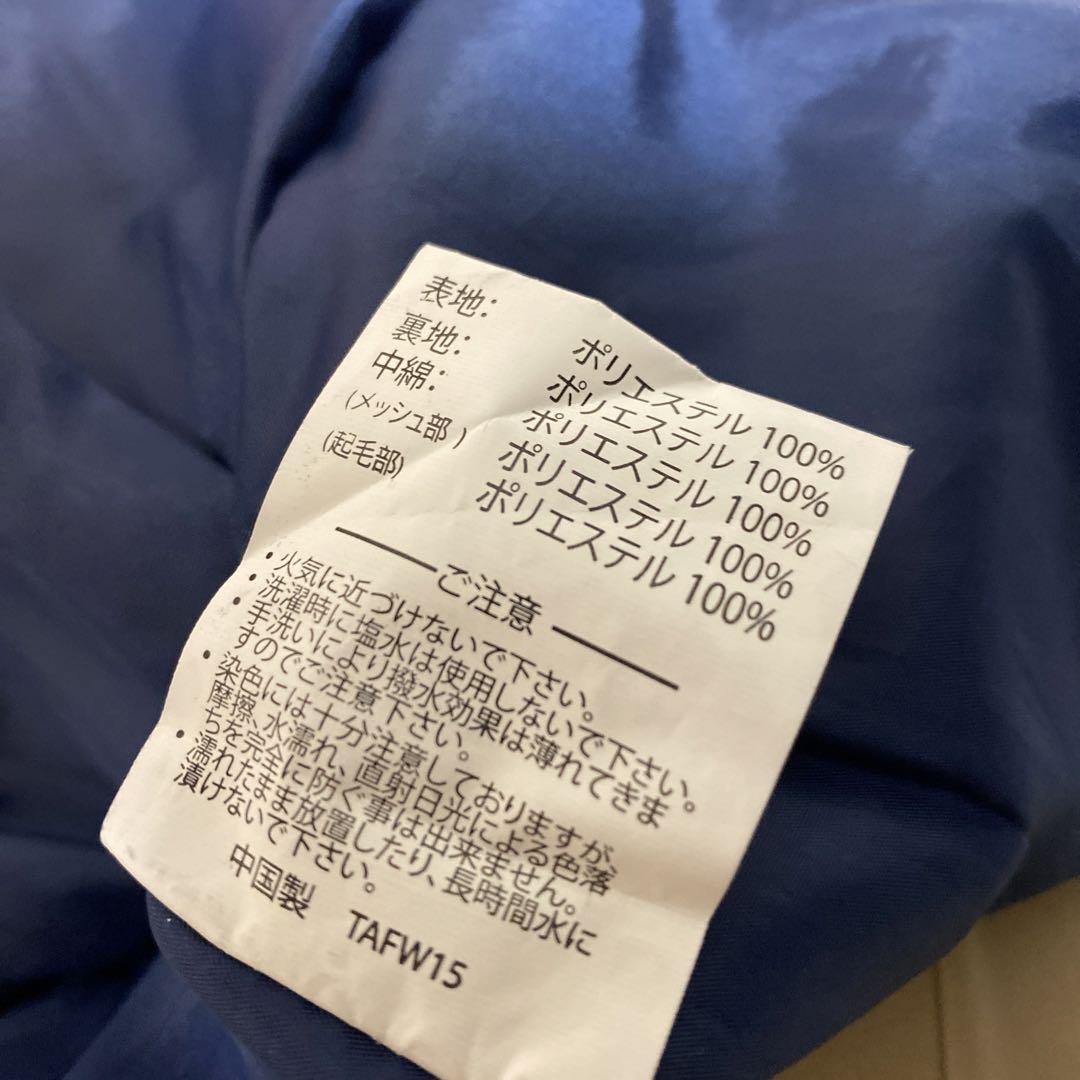 表地: ポリエステル 100%
裏地: ポリエステル 100%
中綿: ポリエステル 100%
(メッシュ部 ) ポリエステル 100%
(起毛部) ポリエステル 100%
ご注意
・火気に近づけないで下さい。
・洗濯時に塩水は使用しないで下さい。
・手洗いにより撥水効果は薄れてきま
すのでご注意下さい。
・染色には十分注意しておりますが、
摩擦、水濡れ、直射日光による色落
ちを完全に防ぐ事は出来ません。
・濡れたまま放置したり、長時間水に
漬けないで下さい。
中国製 TAFW15